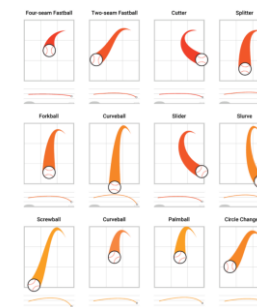 Four-seam Fastball Two-seam Fastball Cutter Splitter
Forkball Curveball Slider Slurve
Screwball Curveball Palmball Circle Change